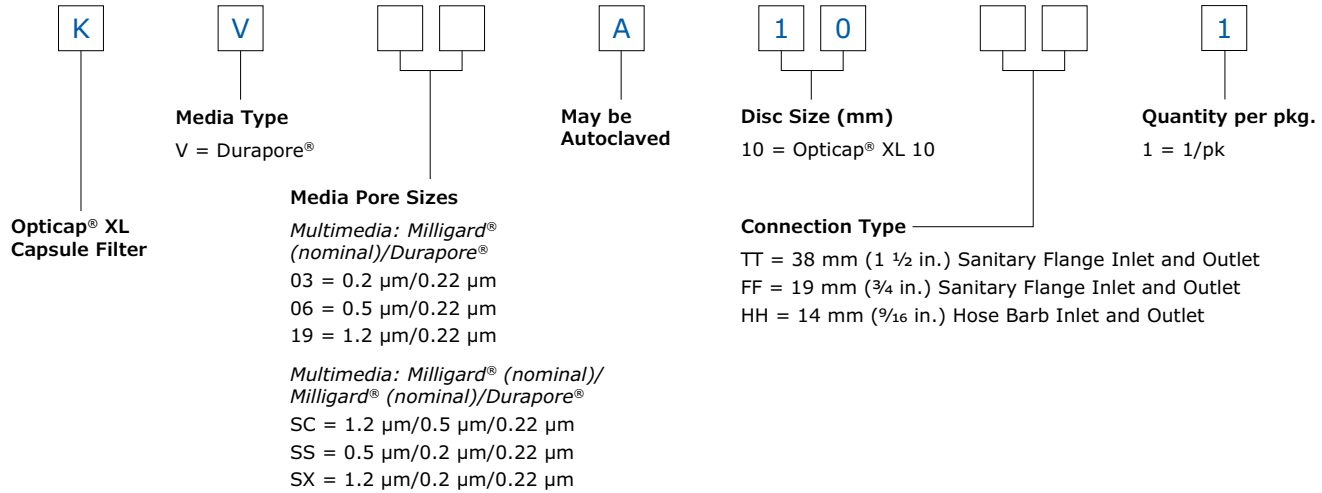 K V A 1 0 1
Media Type
V = Durapore®
May be
Autoclaved
Disc Size (mm)
10 = Opticap® XL 10
Quantity per pkg.
1 = 1/pk
Opticap® XL
Capsule Filter
Media Pore Sizes
Multimedia: Milligard®
(nominal)/Durapore®
03 = 0.2 μm/0.22 μm
06 = 0.5 μm/0.22 μm
19 = 1.2 μm/0.22 μm
Multimedia: Milligard® (nominal)/
Milligard® (nominal)/Durapore®
SC = 1.2 μm/0.5 μm/0.22 μm
SS = 0.5 μm/0.2 μm/0.22 μm
SX = 1.2 μm/0.2 μm/0.22 μm
Connection Type
TT = 38 mm (1 ½ in.) Sanitary Flange Inlet and Outlet
FF = 19 mm (¾ in.) Sanitary Flange Inlet and Outlet
HH = 14 mm (⁹⁄₁₆ in.) Hose Barb Inlet and Outlet